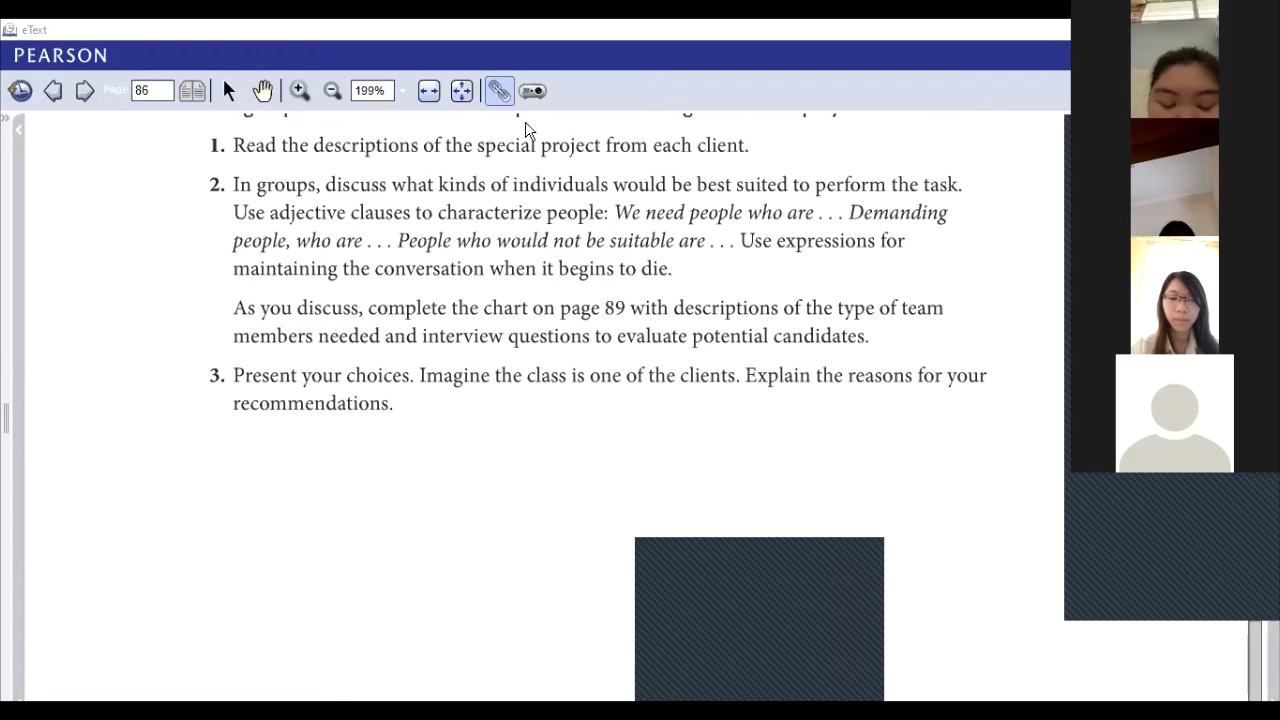 eText
PEARSON
Page 86 199%
1. Read the descriptions of the special project from each client.
2. In groups, discuss what kinds of individuals would be best suited to perform the task.
Use adjective clauses to characterize people: We need people who are . . . Demanding
people, who are . . . People who would not be suitable are . . . Use expressions for
maintaining the conversation when it begins to die.
As you discuss, complete the chart on page 89 with descriptions of the type of team
members needed and interview questions to evaluate potential candidates.
3. Present your choices. Imagine the class is one of the clients. Explain the reasons for your
recommendations.